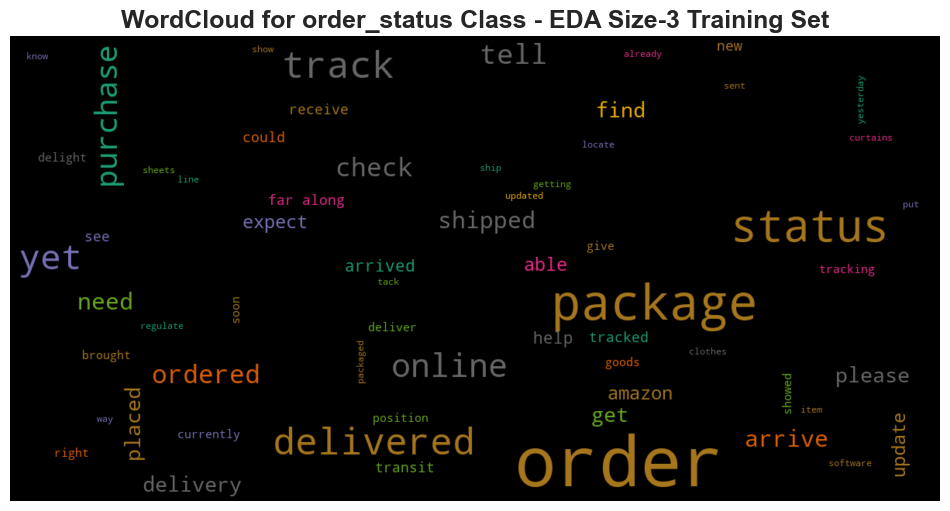 WordCloud for order_status Class - EDA Size-3 Training Set
know
show
track
tell
already
new
purchase
sent
yesterday
receive
find
could
curtains
locate
delight
sheets
line
check
ship
getting
updated
far along
put
expect
shipped
status
see
yet
give
arrived
able
tracking
tack
need
soon
package
regulate
deliver
help
tracked
brought
packaged
clothes
ordered
online
goods
please
amazon
showed
placed
way
position
get
item
update
currently
right
delivered
order
arrive
transit
software
delivery